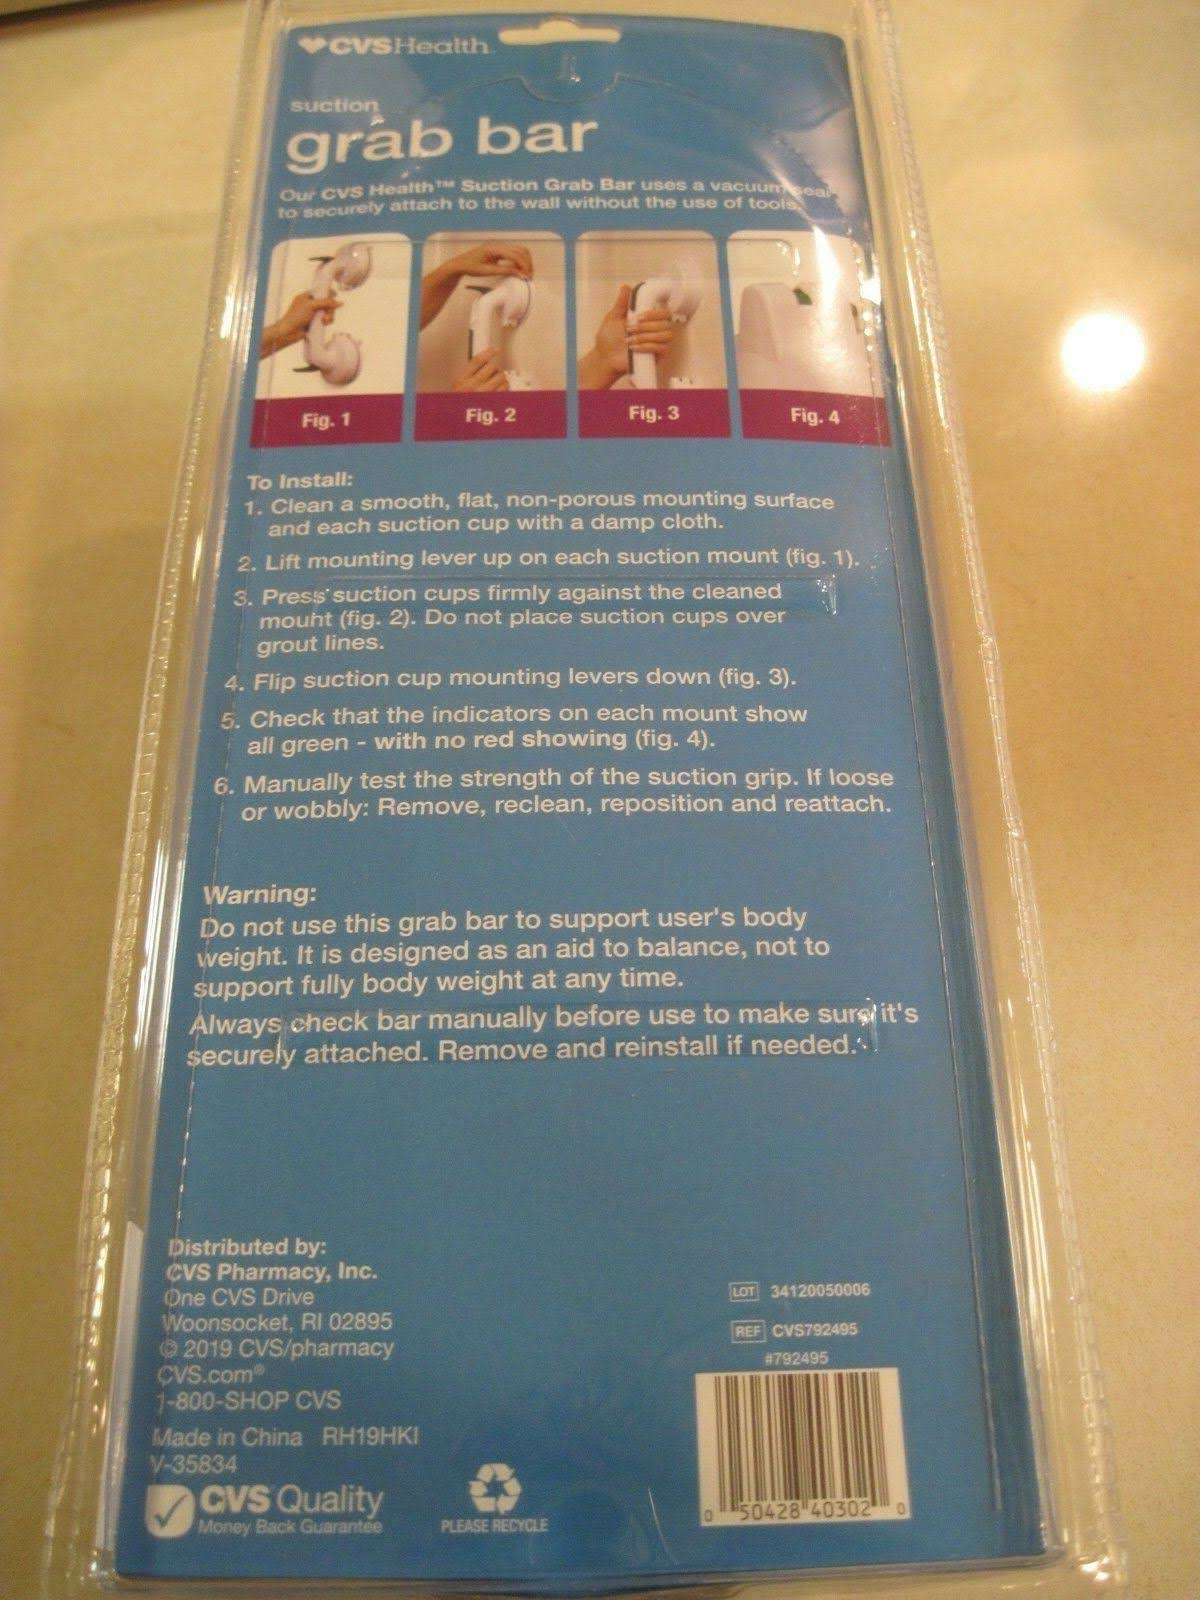 CVSHealth
suction
grab bar
Our CVS Health™ Suction Grab Bar uses a vacuum seal
to securely attach to the wall without the use of tools.
Fig. 1
Fig. 2
Fig. 3
Fig. 4
To Install:
1. Clean a smooth, flat, non-porous mounting surface
and each suction cup with a damp cloth.
2. Lift mounting lever up on each suction mount (fig. 1).
3. Press suction cups firmly against the cleaned
mount (fig. 2). Do not place suction cups over
grout lines.
4. Flip suction cup mounting levers down (fig. 3).
5. Check that the indicators on each mount show
all green - with no red showing (fig. 4).
6. Manually test the strength of the suction grip. If loose
or wobbly: Remove, reclean, reposition and reattach.
Warning:
Do not use this grab bar to support user's body
weight. It is designed as an aid to balance, not to
support fully body weight at any time.
Always check bar manually before use to make sure it's
securely attached. Remove and reinstall if needed.
Distributed by:
CVS Pharmacy, Inc.
One CVS Drive
Woonsocket, RI 02895
© 2019 CVS/pharmacy
CVS.com®
1-800-SHOP CVS
Made in China RH19HKI
V-35834
CVS Quality
Money Back Guarantee
PLEASE RECYCLE
LOT 34120050006
REF CVS792495
#792495
0 50428 40302 0